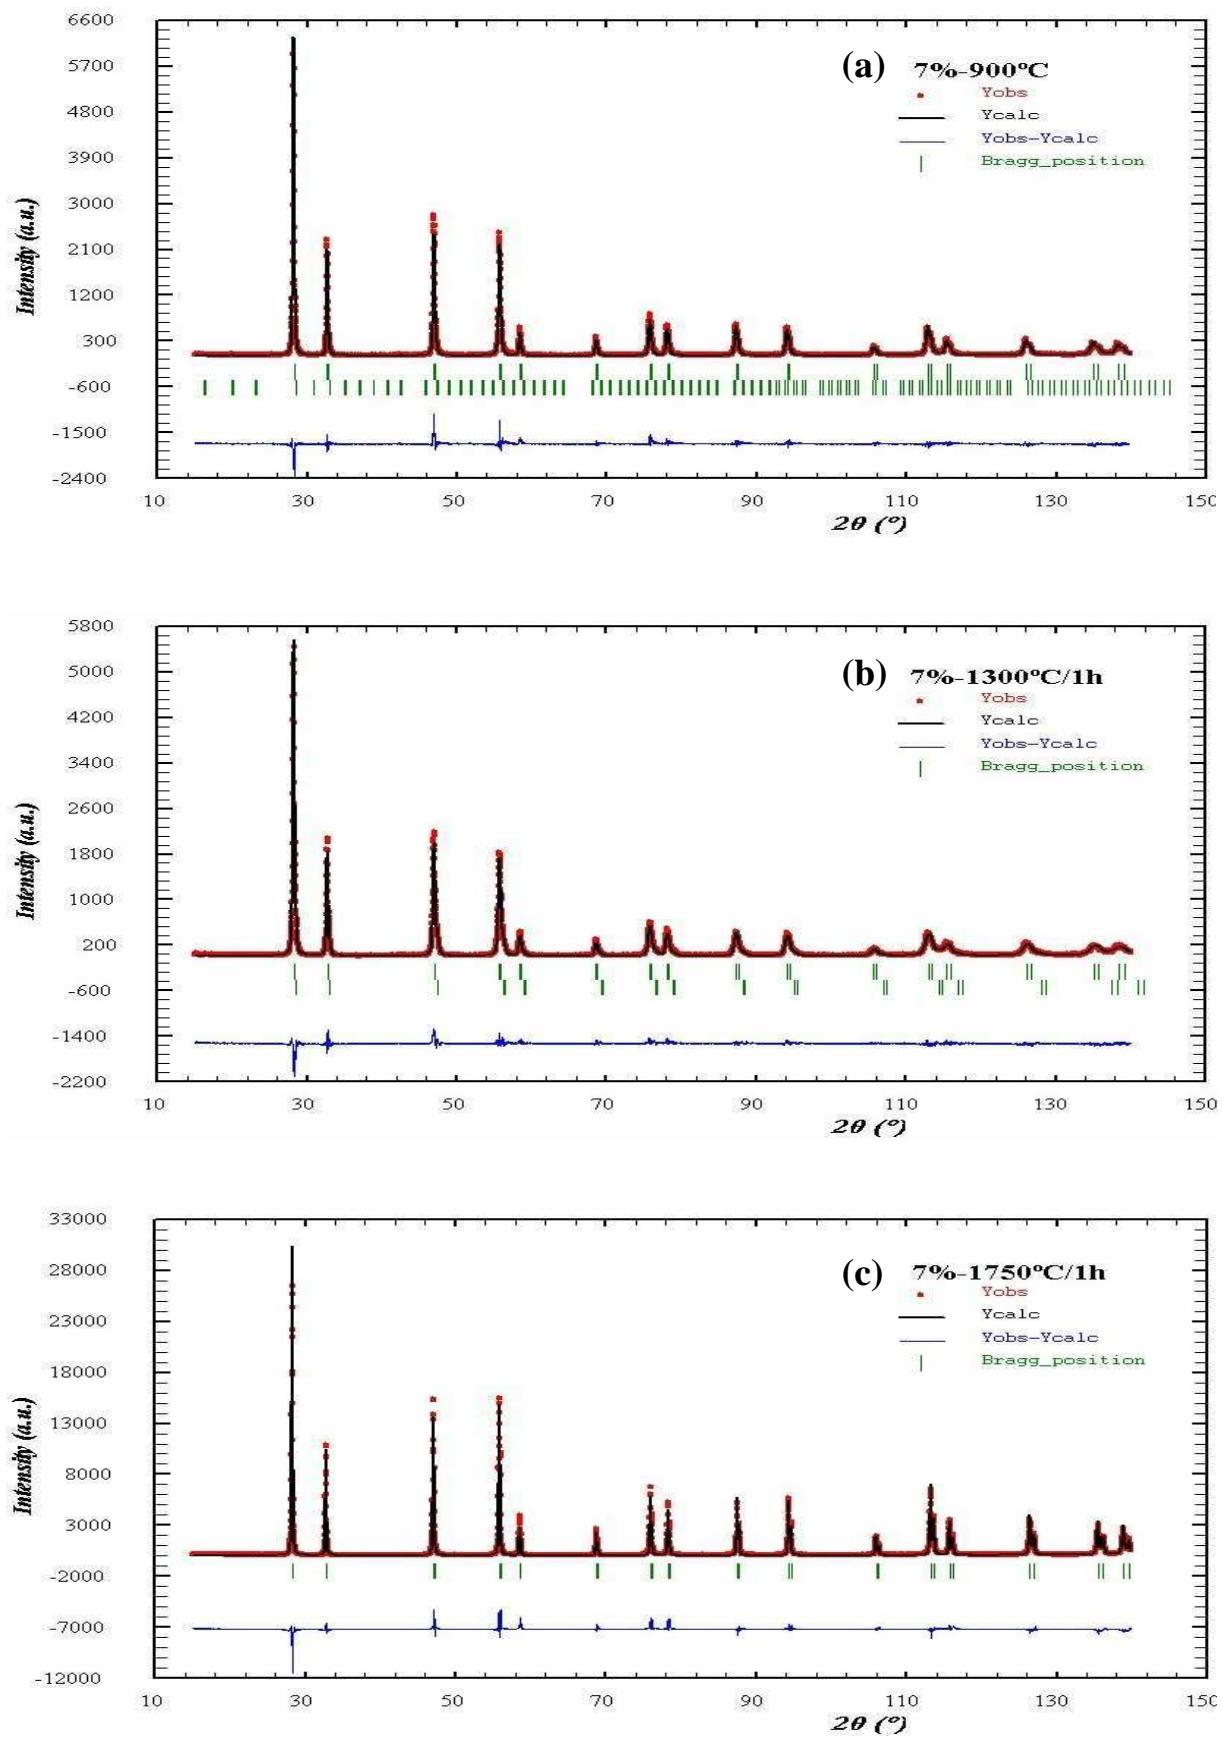 6600
5700
4800
3900
3000
2100
1200
300
-600
-1500
-2400
Intensity (a.u.)
(a) 7%-900ºC
Yobs
Ycalc
Yobs-Ycalc
Bragg_position
10 30 50 70 90 110 130 150
2θ (º)
5800
5000
4200
3400
2600
1800
1000
200
-600
-1400
-2200
Intensity (a.u.)
(b) 7%-1300ºC/1h
Yobs
Ycalc
Yobs-Ycalc
Bragg_position
10 30 50 70 90 110 130 150
2θ (º)
33000
28000
23000
18000
13000
8000
3000
-2000
-7000
-12000
Intensity (a.u.)
(c) 7%-1750ºC/1h
Yobs
Ycalc
Yobs-Ycalc
Bragg_position
10 30 50 70 90 110 130 150
2θ (º)